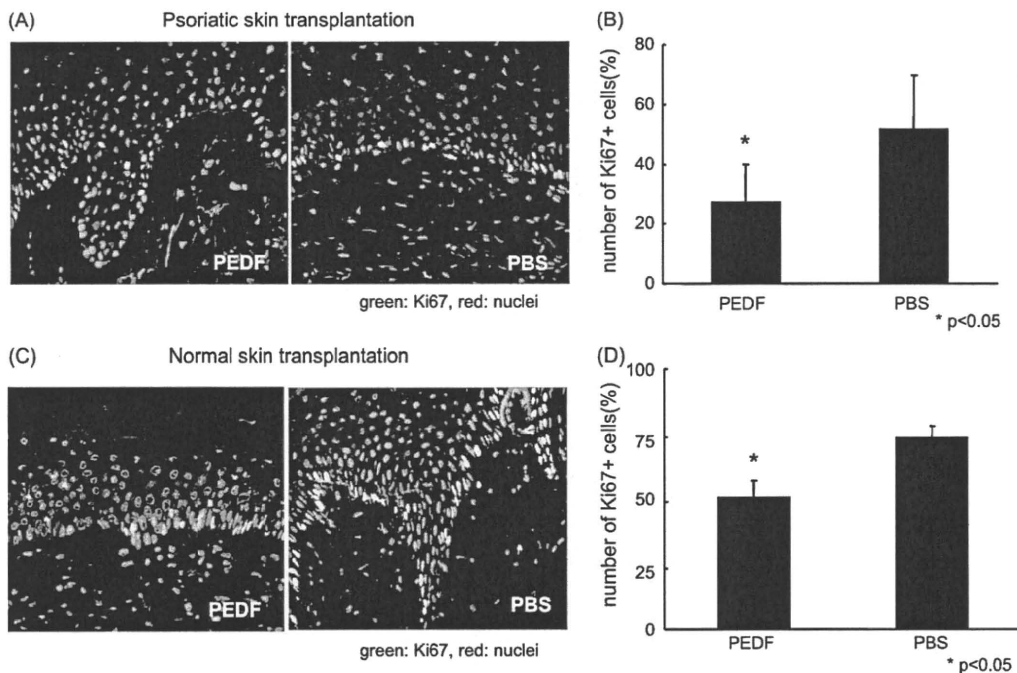 (A) Psoriatic skin transplantation
PEDF
PBS
green: Ki67, red: nuclei
(B)
number of Ki67+ cells(%)
80
60
40
20
0
*
PEDF
PBS
* p<0.05
(C) Normal skin transplantation
PEDF
PBS
green: Ki67, red: nuclei
(D)
number of Ki67+ cells(%)
100
75
50
25
0
*
PEDF
PBS
* p<0.05